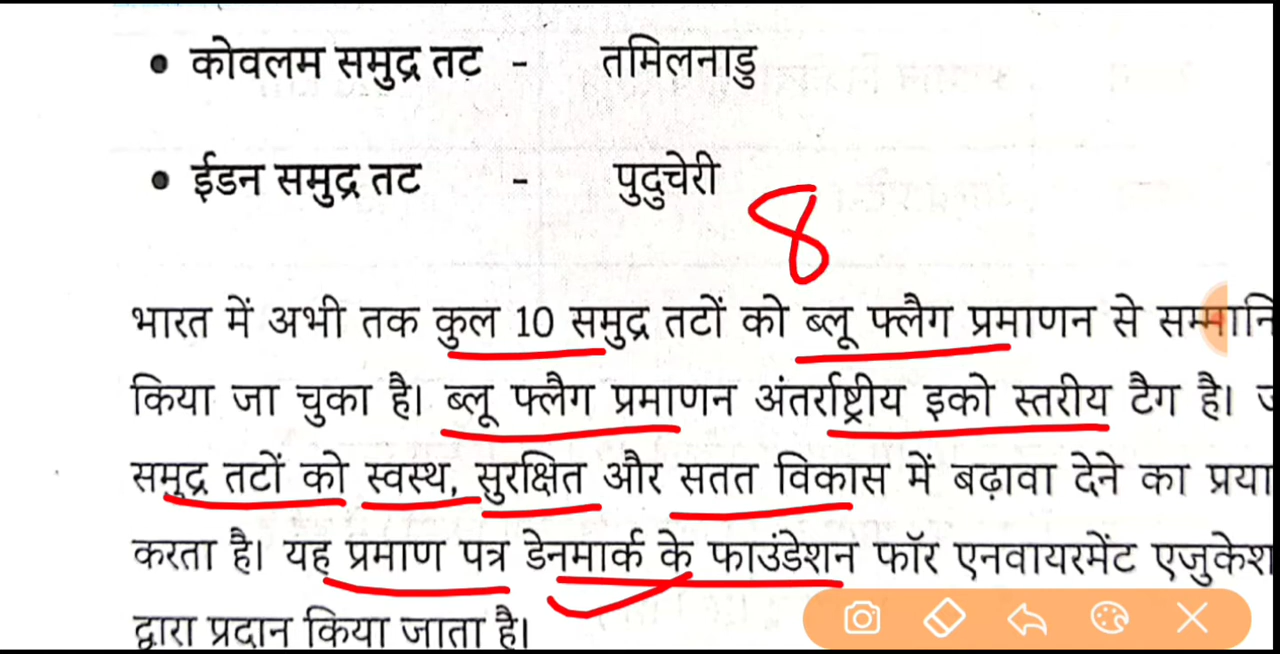 • कोवलम समुद्र तट - तमिलनाडु
• ईडन समुद्र तट - पुदुचेरी
8
भारत में अभी तक कुल 10 समुद्र तटों को ब्लू फ्लैग प्रमाणन से सम्मानि
किया जा चुका है। ब्लू फ्लैग प्रमाणन अंतर्राष्ट्रीय इको स्तरीय टैग है।
समुद्र तटों को स्वस्थ, सुरक्षित और सतत विकास में बढ़ावा देने का प्रया
करता है। यह प्रमाण पत्र डेनमार्क के फाउंडेशन फॉर एनवायरमेंट एजुकेश
द्वारा प्रदान किया जाता है।